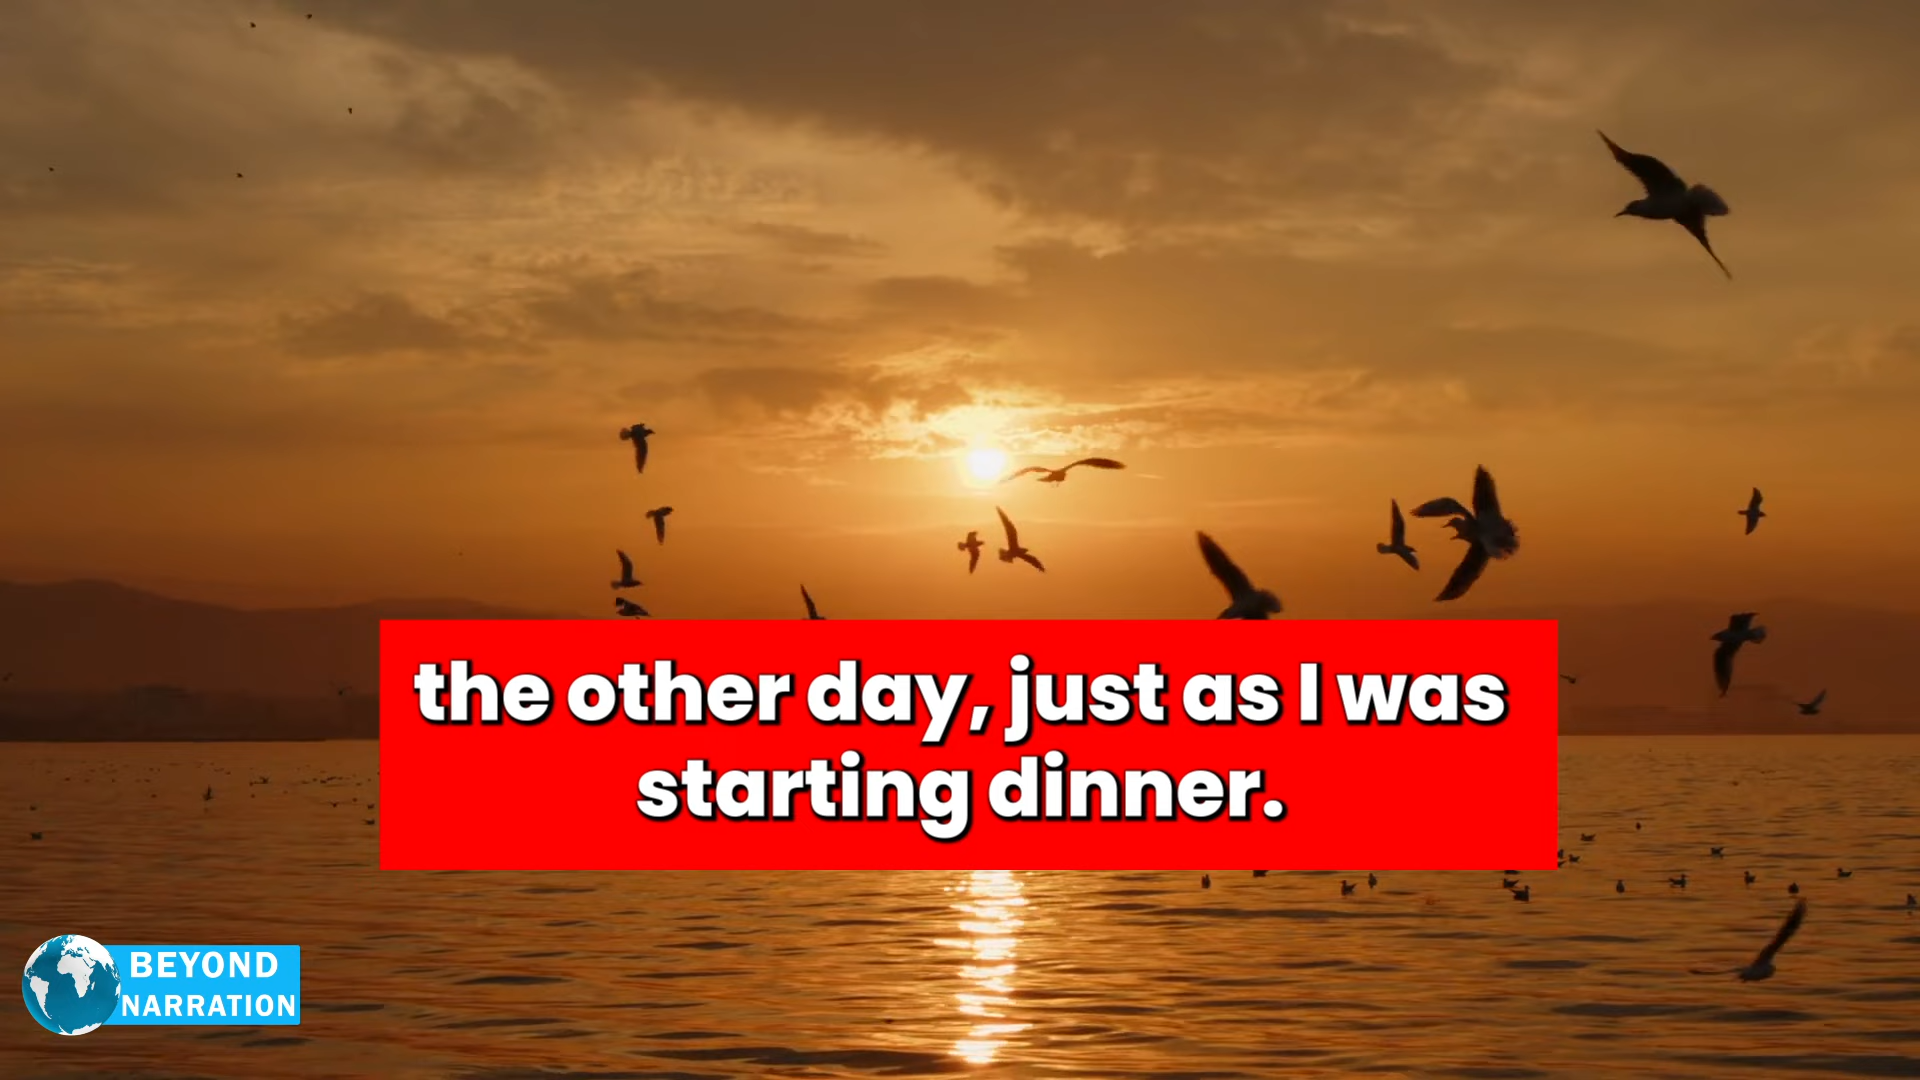 the other day, just as I was
starting dinner.
BEYOND
NARRATION